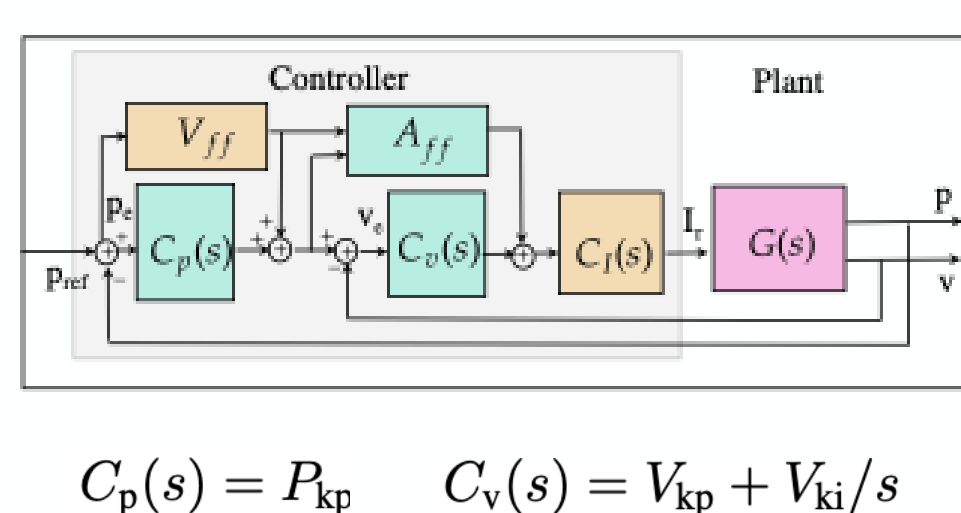 Controller
Plant
V_ff
A_ff
p_e
C_p(s)
+
+
+
+
−
v_e
C_v(s)
C_I(s)
I_r
G(s)
p
v
p_ref
−
C_p(s) = P_kp
C_v(s) = V_kp + V_ki/s